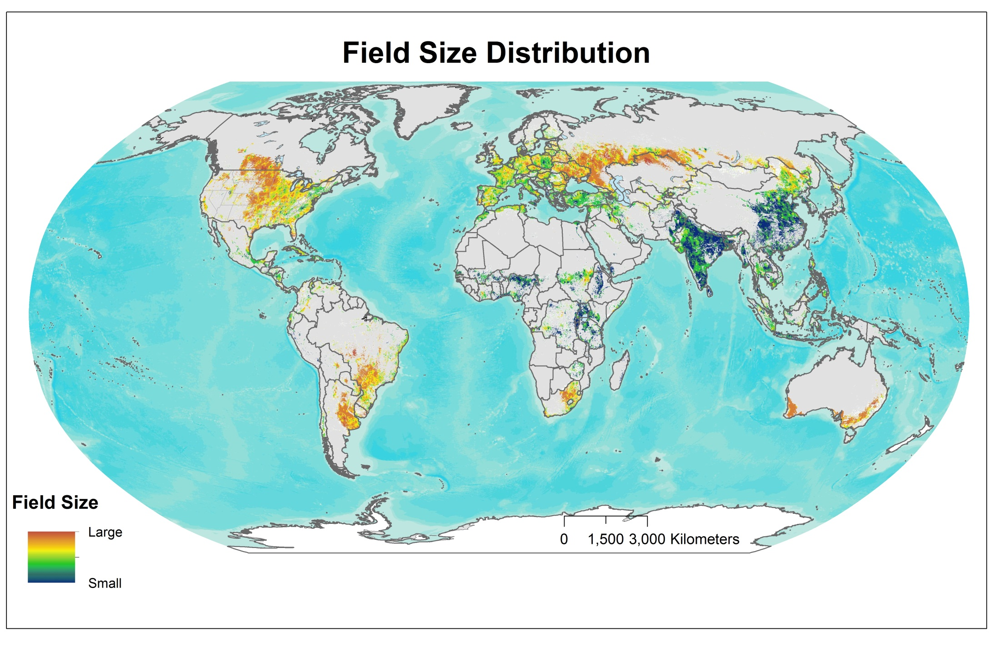 Field Size Distribution
Field Size
Large
Small
0 1,500 3,000 Kilometers